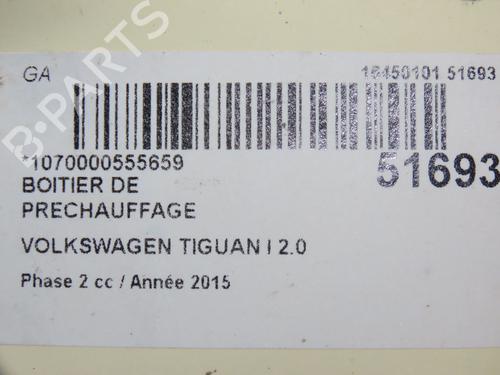 GA
16450101 51693
*1070000555659
51693
BOITIER DE
PRECHAUFFAGE
VOLKSWAGEN TIGUAN I 2.0
Phase 2 cc / Année 2015
B-PARTS